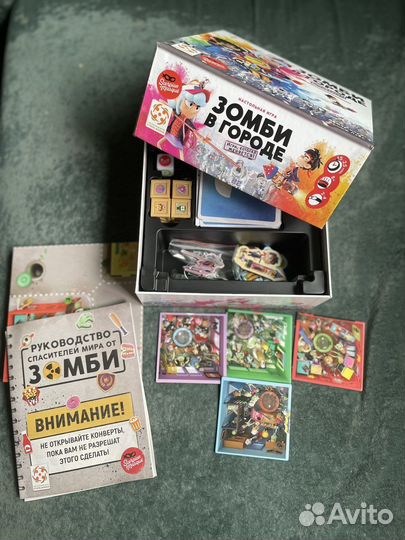 НАСТОЛЬНАЯ ИГРА
ЗОМБИ
В ГОРОДЕ
РУКОВОДСТВО
СПАСИТЕЛЕЙ МИРА ОТ
ЗОМБИ
ВНИМАНИЕ!
НЕ ОТКРЫВАЙТЕ КОНВЕРТЫ,
ПОКА ВАМ НЕ РАЗРЕШАТ
ЭТОГО СДЕЛАТЬ!
Avito